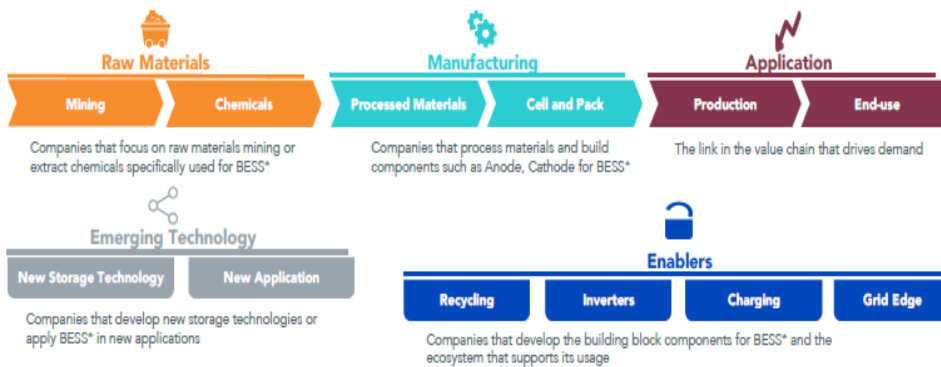 Raw Materials
Mining
Chemicals
Companies that focus on raw materials mining or
extract chemicals specifically used for BESS*
Manufacturing
Processed Materials
Cell and Pack
Companies that process materials and build
components such as Anode, Cathode for BESS*
Application
Production
End-use
The link in the value chain that drives demand
Emerging Technology
New Storage Technology
New Application
Companies that develop new storage technologies or
apply BESS* in new applications
Enablers
Recycling
Inverters
Charging
Grid Edge
Companies that develop the building block components for BESS* and the
ecosystem that supports its usage